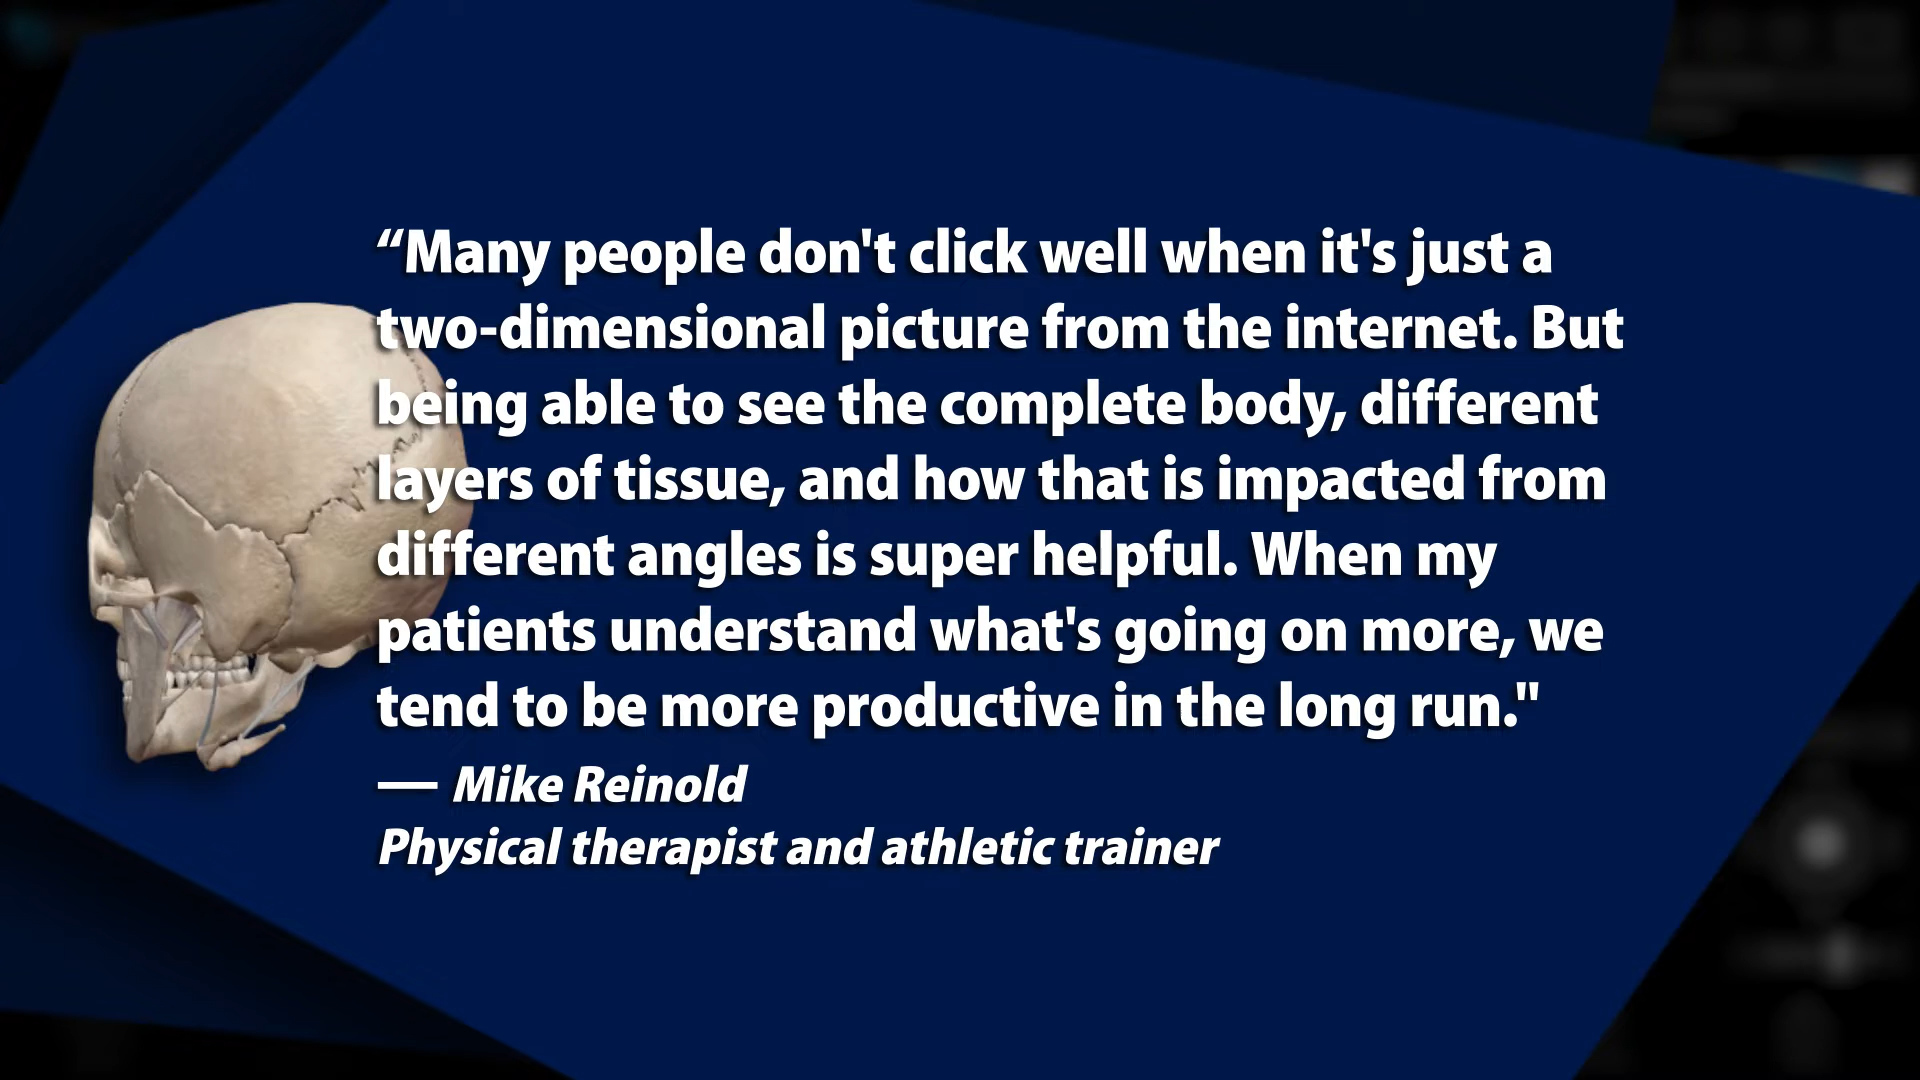 “Many people don't click well when it's just a
two-dimensional picture from the internet. But
being able to see the complete body, different
layers of tissue, and how that is impacted from
different angles is super helpful. When my
patients understand what's going on more, we
tend to be more productive in the long run."
— Mike Reinold
Physical therapist and athletic trainer